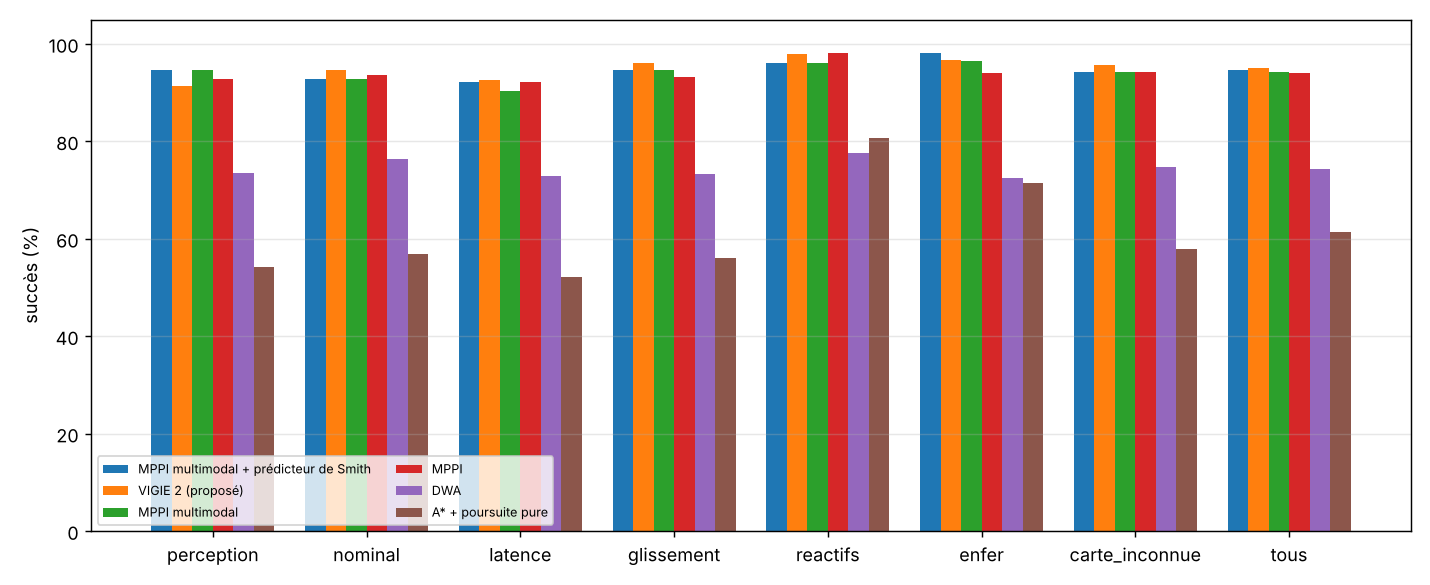 100
80
60
40
20
0
succès (%)
MPPI multimodal + prédicteur de Smith
VIGIE 2 (proposé)
MPPI multimodal
MPPI
DWA
A* + poursuite pure
perception
nominal
latence
glissement
reactifs
enfer
carte_inconnue
tous